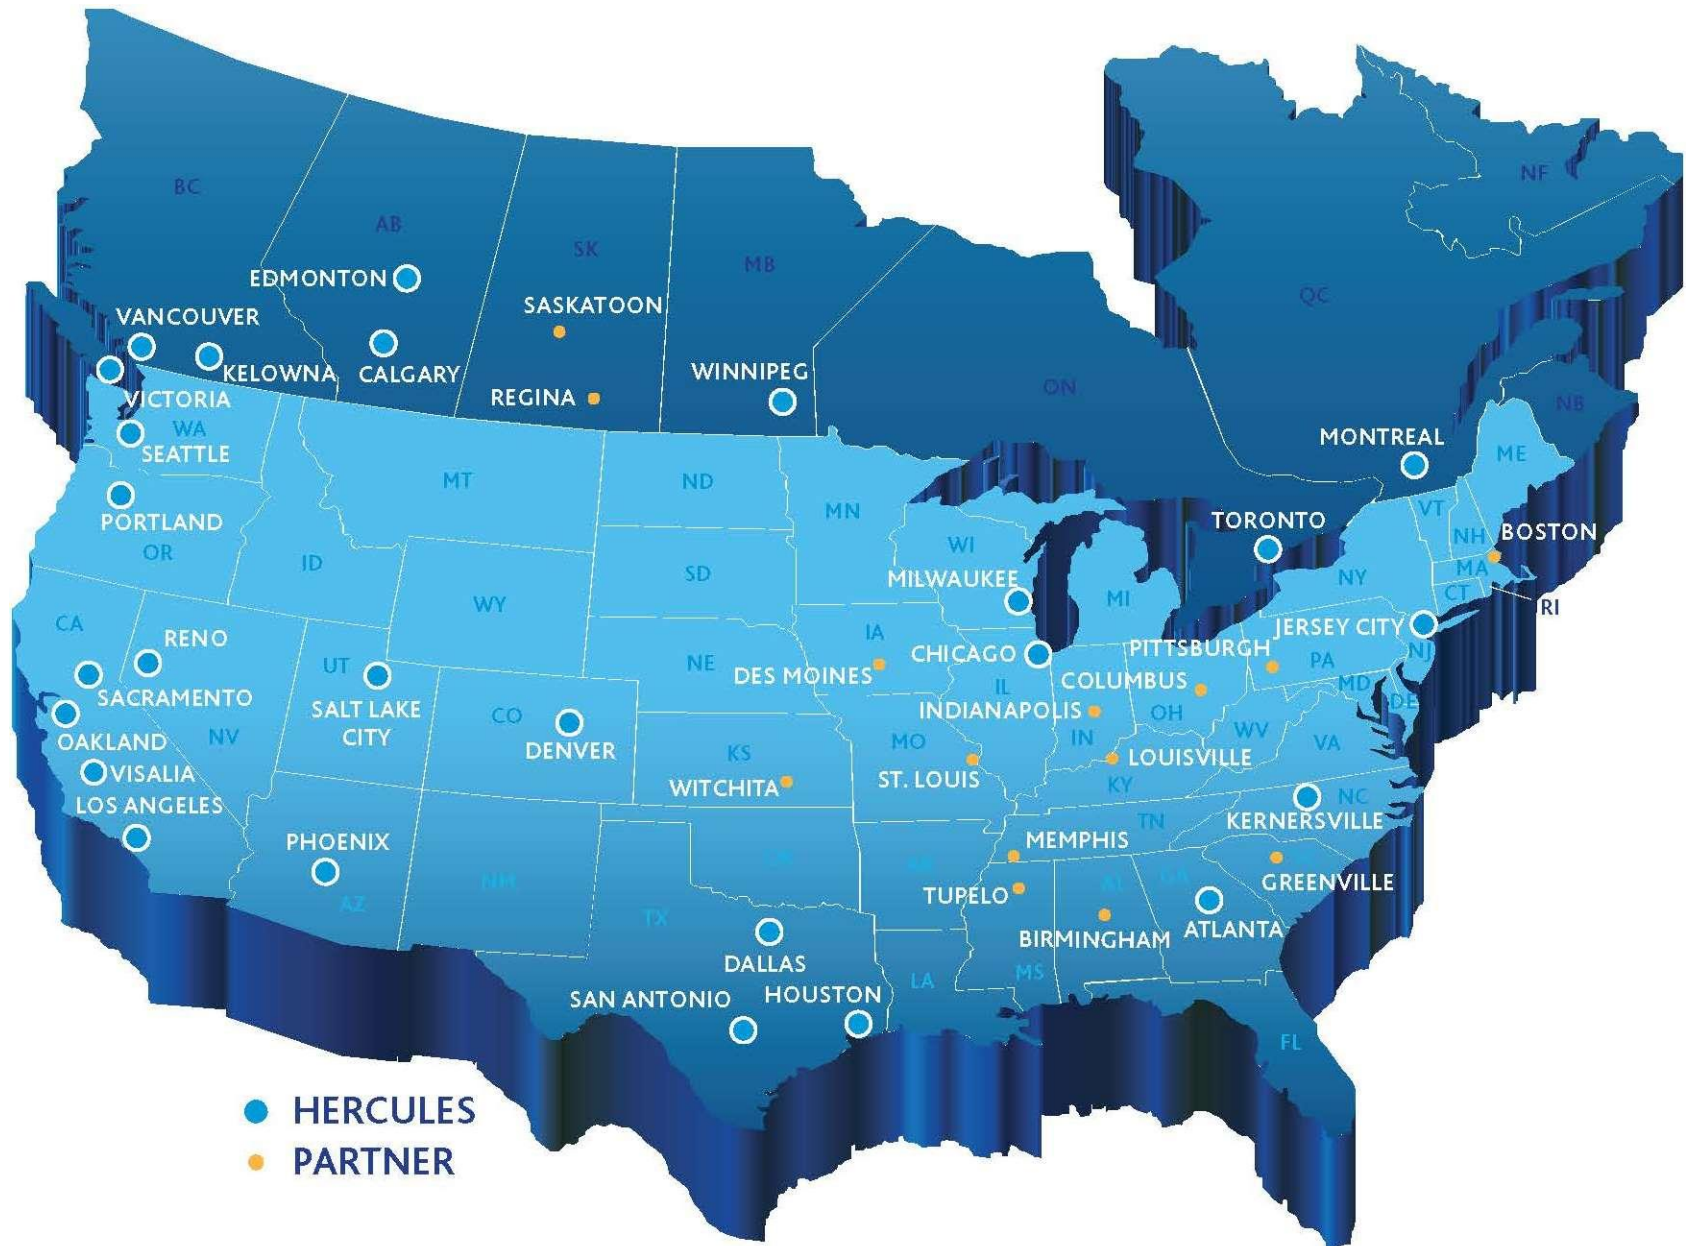 NF
BC
AB
SK
MB
EDMONTON
QC
SASKATOON
VANCOUVER
KELOWNA
CALGARY
WINNIPEG
ON
REGINA
VICTORIA
NB
WA
SEATTLE
MONTREAL
ME
MT
ND
MN
VT
PORTLAND
TORONTO
BOSTON
OR
ID
WI
NH
SD
MILWAUKEE
NY
MA
WY
MI
CT
RI
CA
RENO
IA
JERSEY CITY
UT
NE
DES MOINES
CHICAGO
PITTSBURGH
NJ
PA
SACRAMENTO
IL
COLUMBUS
MD
SALT LAKE
CITY
CO
INDIANAPOLIS
OH
DE
OAKLAND
NV
DENVER
KS
MO
IN
WV
VA
VISALIA
WITCHITA
ST. LOUIS
LOUISVILLE
KY
LOS ANGELES
NC
KERNERSVILLE
TN
PHOENIX
MEMPHIS
NM
AL
GA
GREENVILLE
AZ
TX
TUPELO
BIRMINGHAM
ATLANTA
DALLAS
LA
MS
SAN ANTONIO
HOUSTON
FL
HERCULES
PARTNER